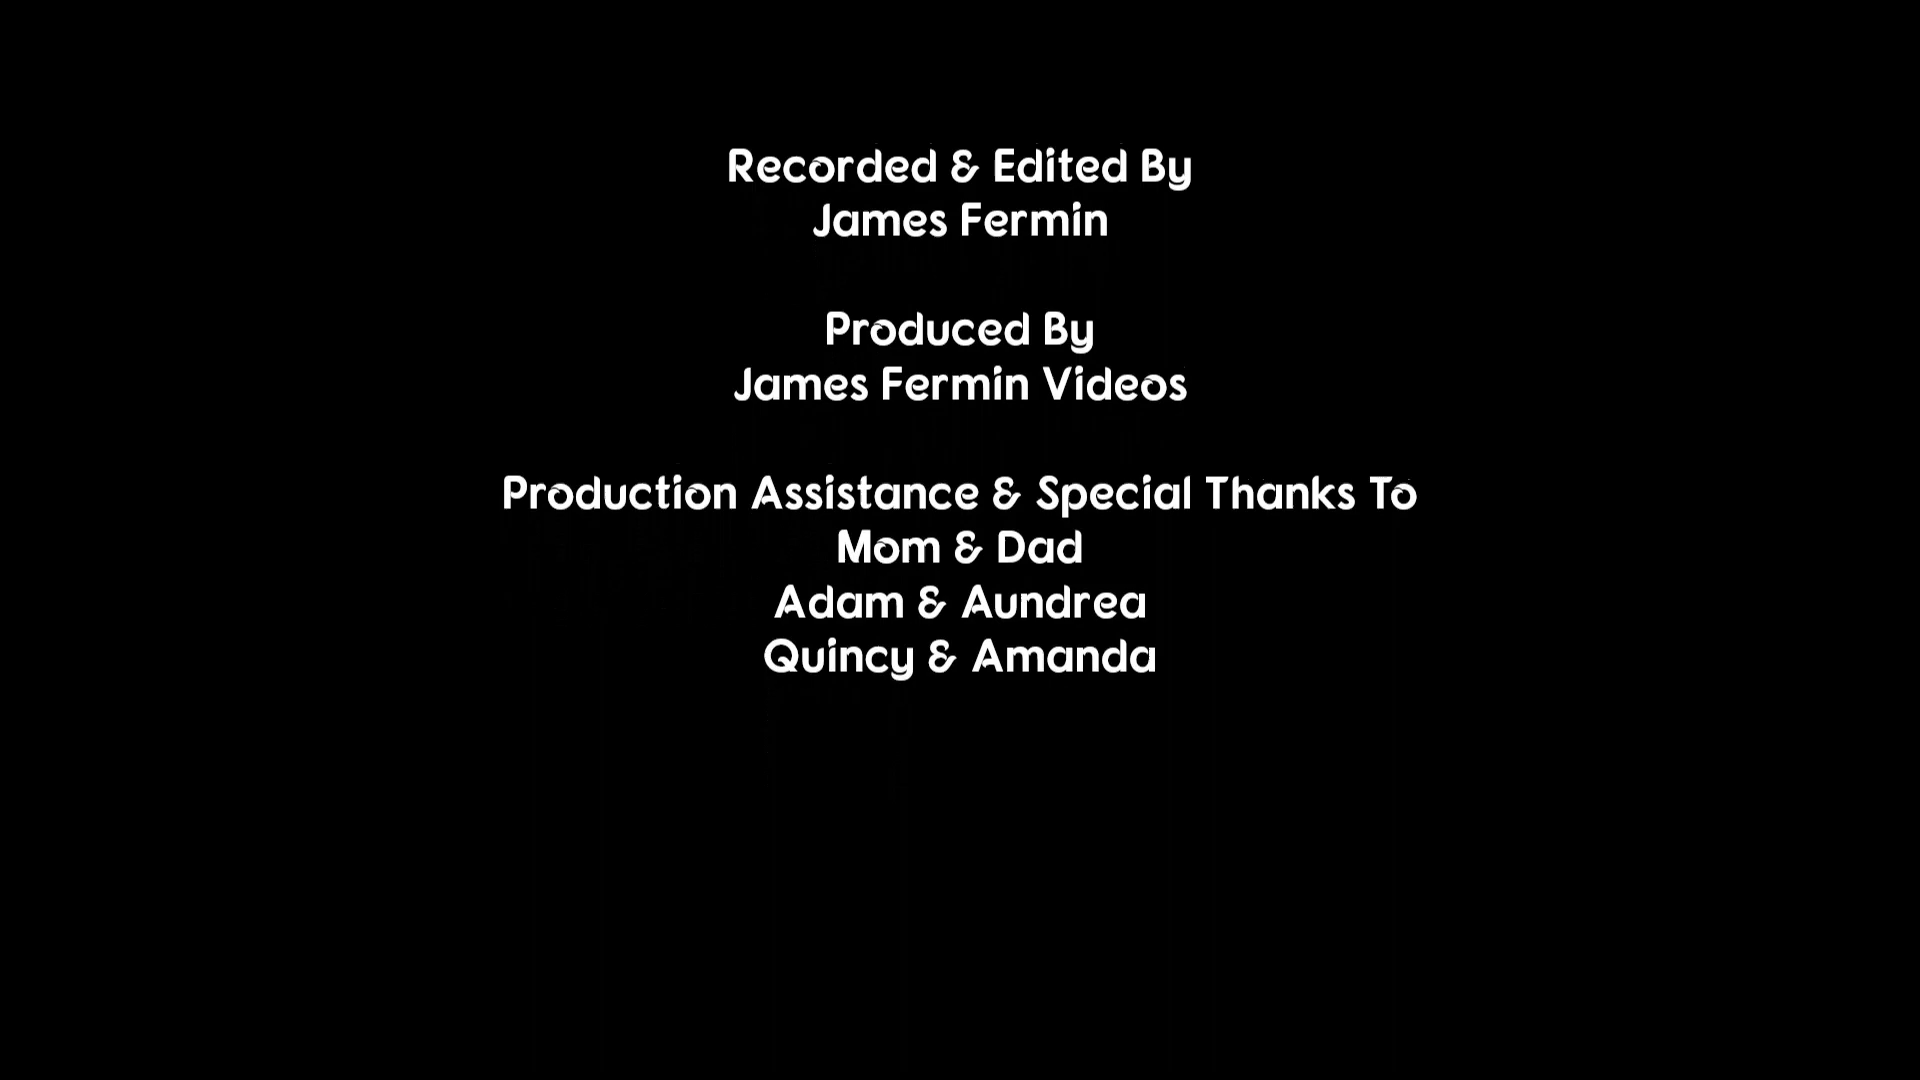 Recorded & Edited By
James Fermin
Produced By
James Fermin Videos
Production Assistance & Special Thanks To
Mom & Dad
Adam & Aundrea
Quincy & Amanda